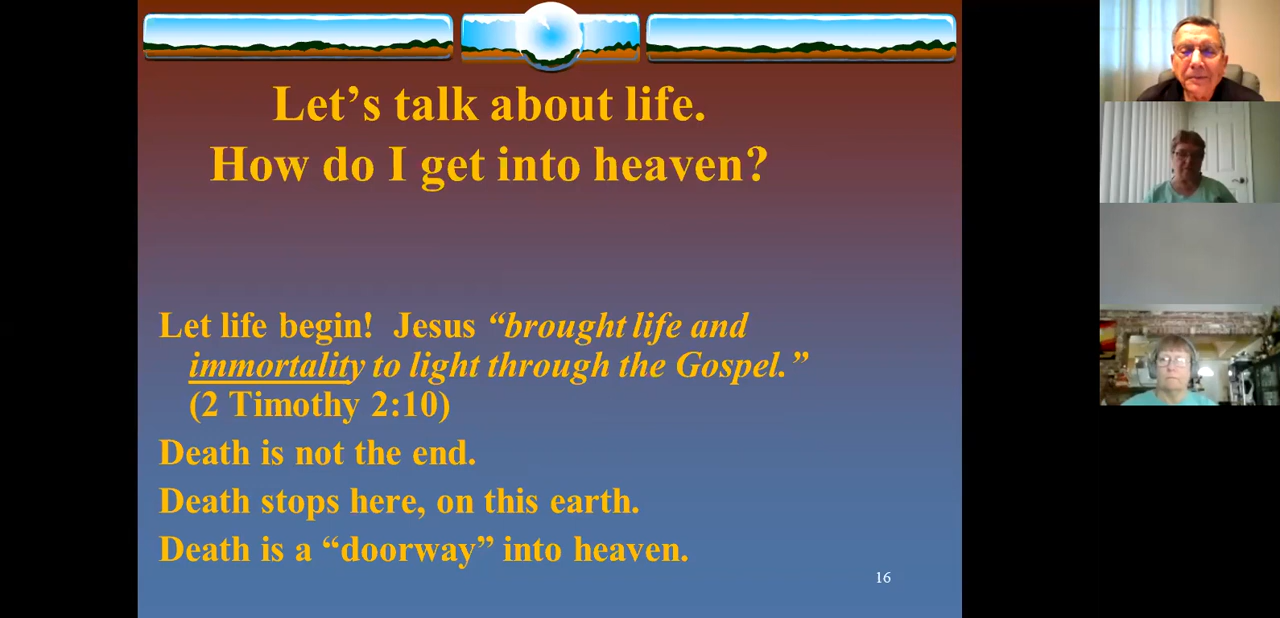 Let’s talk about life.
How do I get into heaven?
Let life begin!  Jesus “brought life and
immortality to light through the Gospel.”
(2 Timothy 2:10)
Death is not the end.
Death stops here, on this earth.
Death is a “doorway” into heaven.
16